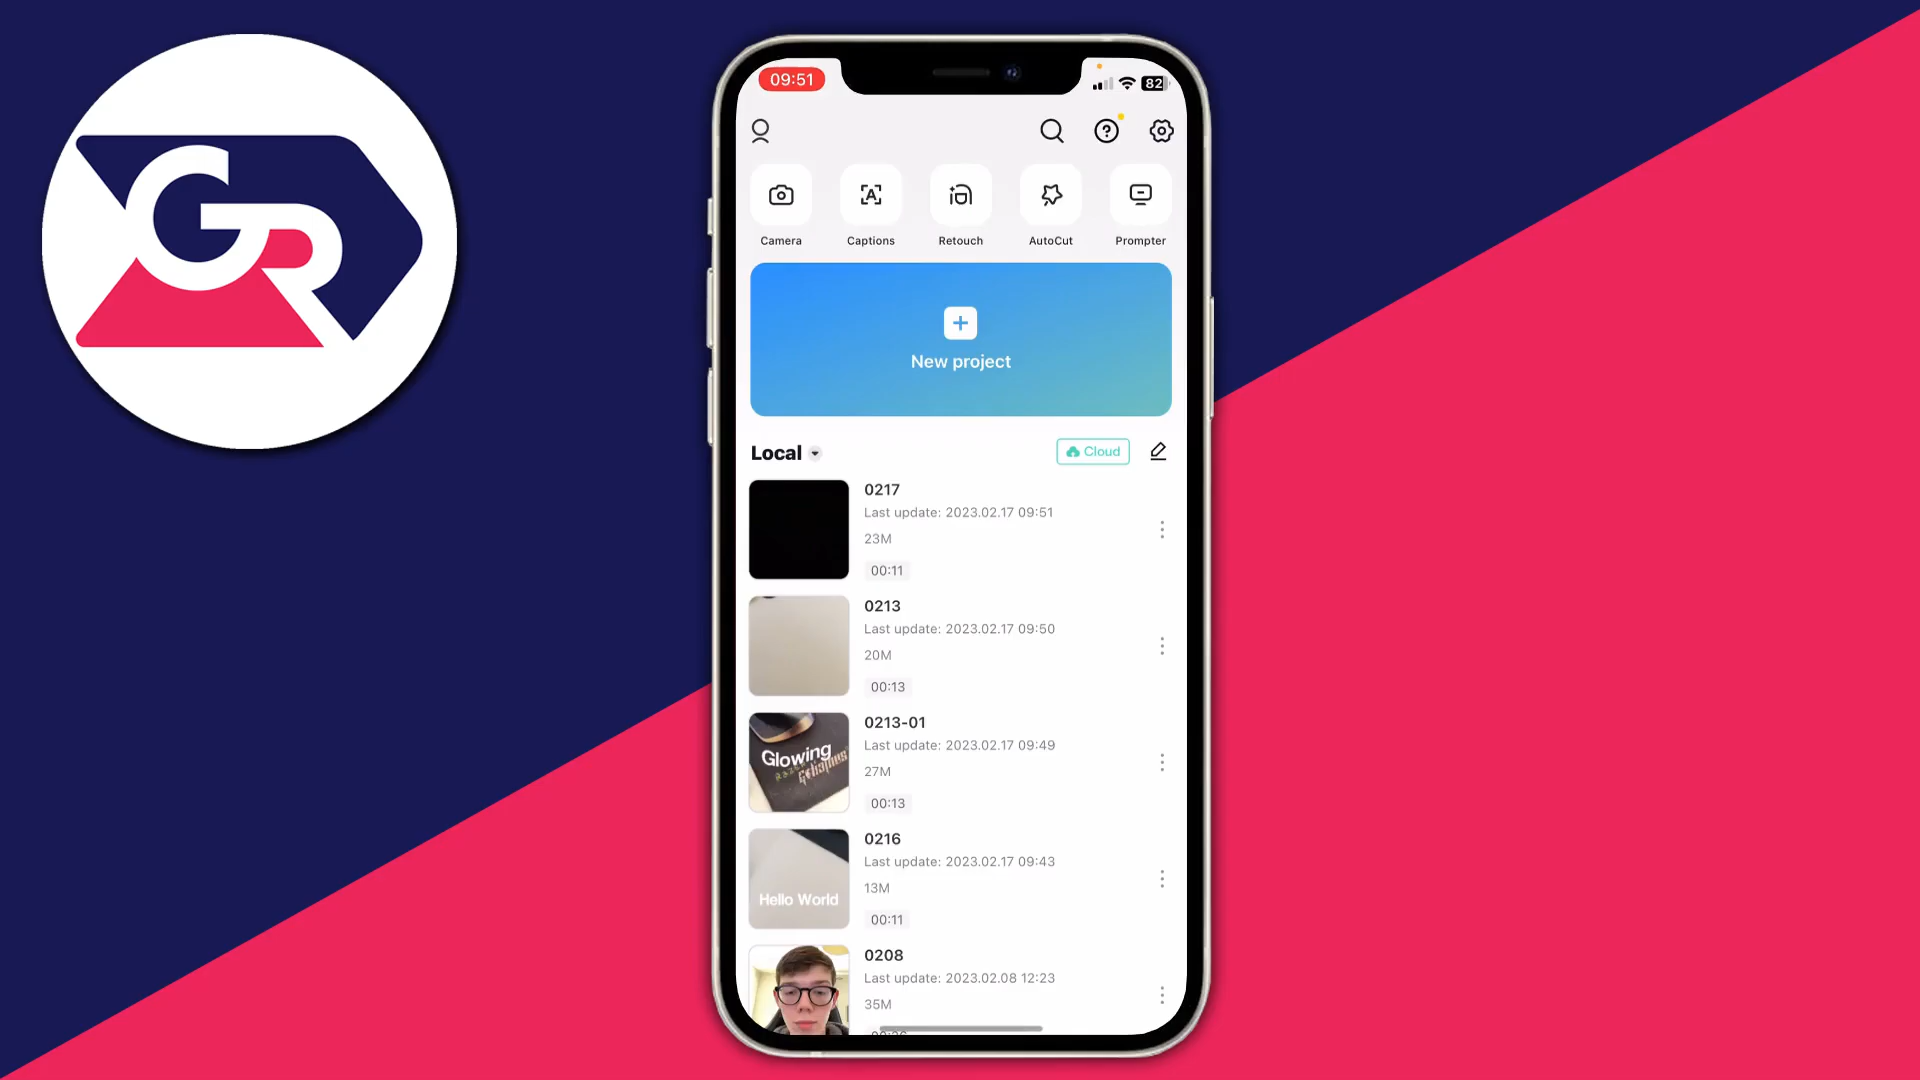 GR
09:51
82
Camera
Captions
Retouch
AutoCut
Prompter
New project
Local
Cloud
0217
Last update: 2023.02.17 09:51
23M
00:11
0213
Last update: 2023.02.17 09:50
20M
00:13
0213-01
Last update: 2023.02.17 09:49
27M
00:13
Glowing
0216
Last update: 2023.02.17 09:43
13M
00:11
Hello World
0208
Last update: 2023.02.08 12:23
35M